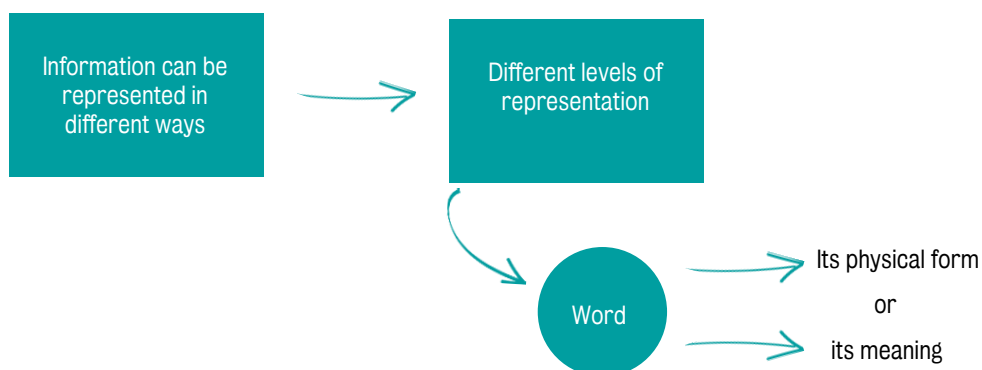 Information can be
represented in
different ways
Different levels of
representation
Word
Its physical form
or
its meaning